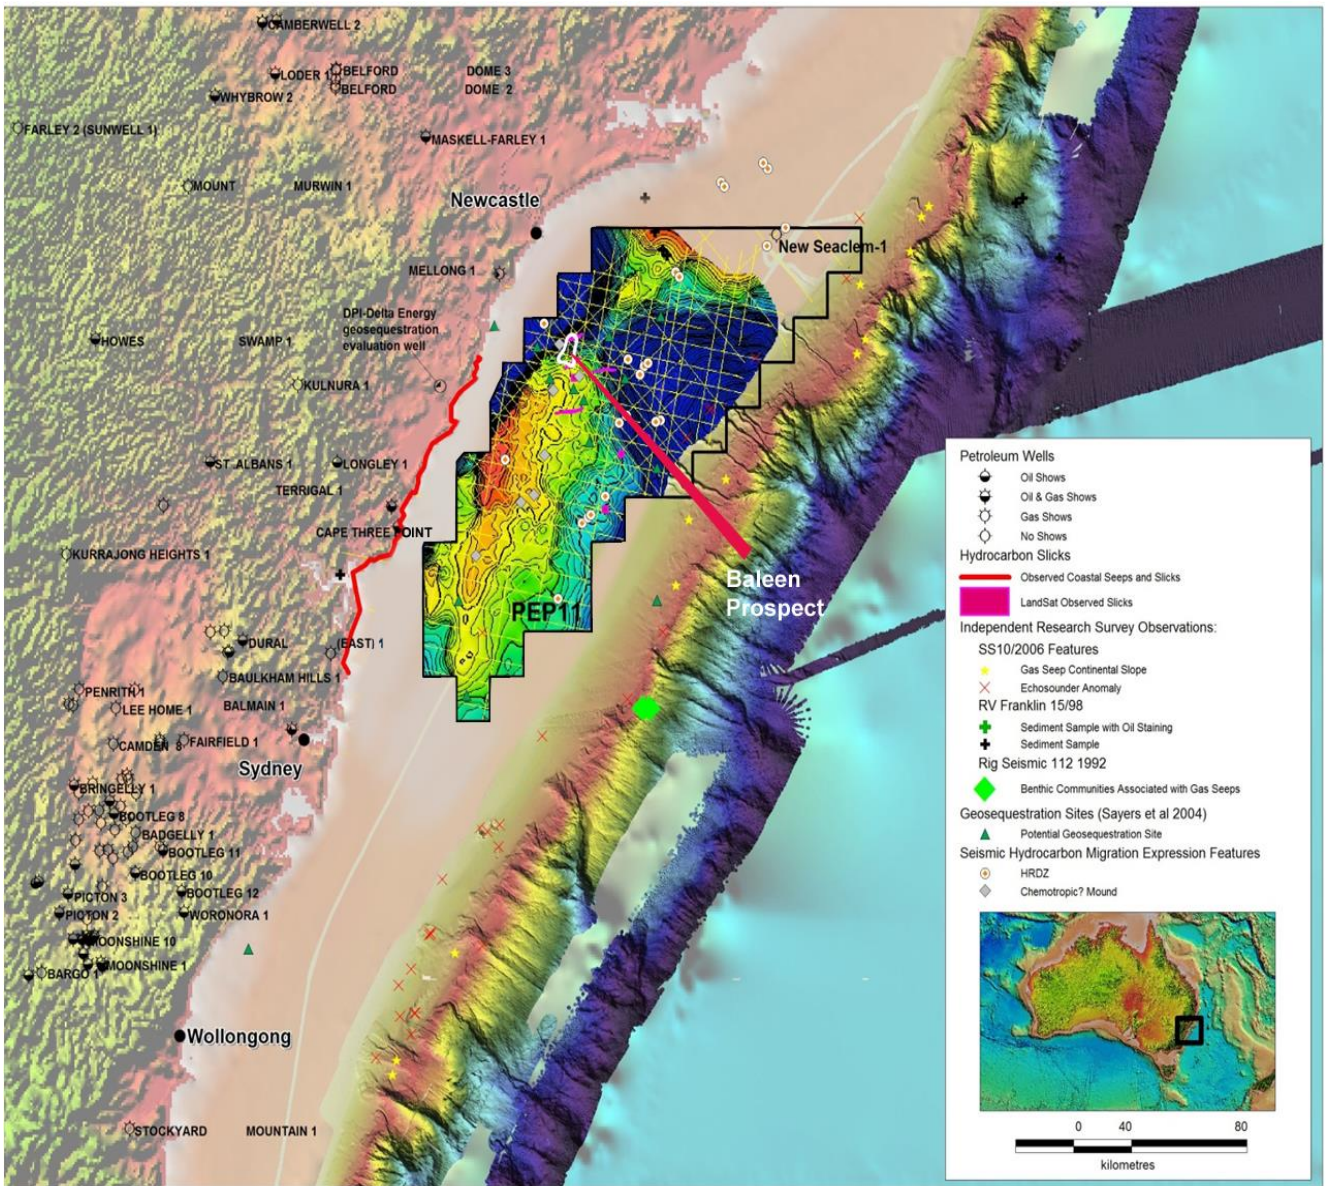 CAMBERWELL 2
LODER 1
BELFORD DOME 3
BELFORD DOME 2
WHYBROW 2
FARLEY 2 (SUNWELL 1)
MASKELL-FARLEY 1
MOUNT MURWIN 1
Newcastle
New Seaclem-1
MELLONG 1
DPI-Delta Energy
geosequestration
evaluation well
HOWES SWAMP 1
KULNURA 1
ST .ALBANS 1
LONGLEY 1
TERRIGAL 1
CAPE THREE POINT
KURRAJONG HEIGHTS 1
Baleen
Prospect
PEP11
DURAL (EAST) 1
BAULKHAM HILLS 1
PENRITH 1
LEE HOME 1
BALMAIN 1
CAMDEN 8
FAIRFIELD 1
Sydney
BRINGELLY 1
BOOTLEG 8
BADGELLY 1
BOOTLEG 11
BOOTLEG 10
PICTON 3
BOOTLEG 12
PICTON 2
WORONORA 1
MOONSHINE 10
MOONSHINE 1
BARGO 1
Wollongong
STOCKYARD MOUNTAIN 1
Petroleum Wells
Oil Shows
Oil & Gas Shows
Gas Shows
No Shows
Hydrocarbon Slicks
Observed Coastal Seeps and Slicks
LandSat Observed Slicks
Independent Research Survey Observations:
SS10/2006 Features
Gas Seep Continental Slope
Echosounder Anomaly
RV Franklin 15/98
Sediment Sample with Oil Staining
Sediment Sample
Rig Seismic 112 1992
Benthic Communities Associated with Gas Seeps
Geosequestration Sites (Sayers et al 2004)
Potential Geosequestration Site
Seismic Hydrocarbon Migration Expression Features
HRDZ
Chemotropic? Mound
0 40 80
kilometres